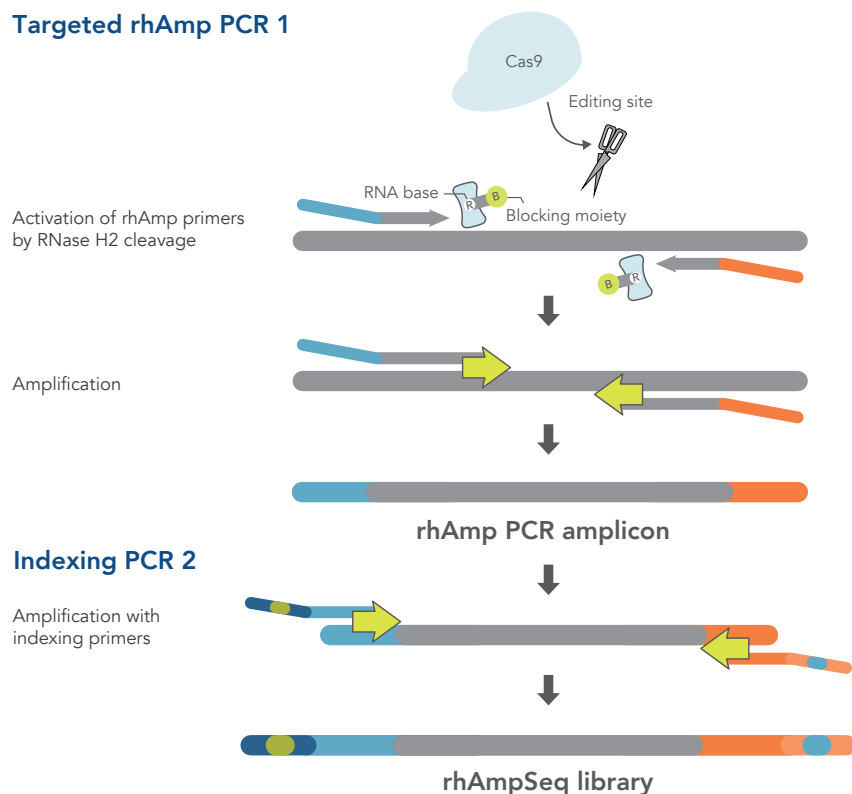 Targeted rhAmp PCR 1
Cas9
Editing site
RNA base
R
B
Blocking moiety
Activation of rhAmp primers
by RNase H2 cleavage
B
R
Amplification
rhAmp PCR amplicon
Indexing PCR 2
Amplification with
indexing primers
rhAmpSeq library